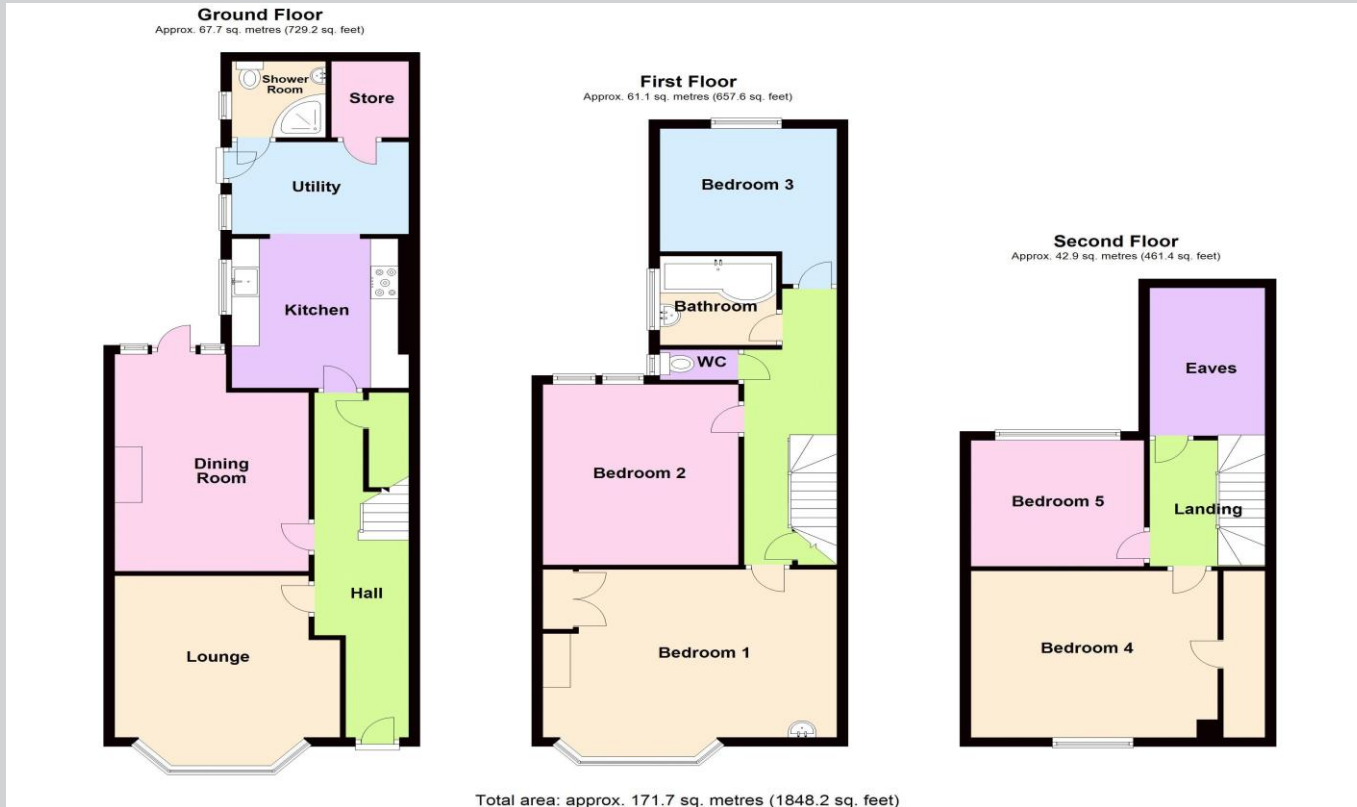 Ground Floor
Approx. 67.7 sq. metres (729.2 sq. feet)
Shower
Room
Store
Utility
Kitchen
Dining
Room
Hall
Lounge
First Floor
Approx. 61.1 sq. metres (657.6 sq. feet)
Bedroom 3
Bathroom
WC
Bedroom 2
Bedroom 1
Second Floor
Approx. 42.9 sq. metres (461.4 sq. feet)
Eaves
Bedroom 5
Landing
Bedroom 4
Total area: approx. 171.7 sq. metres (1848.2 sq. feet)